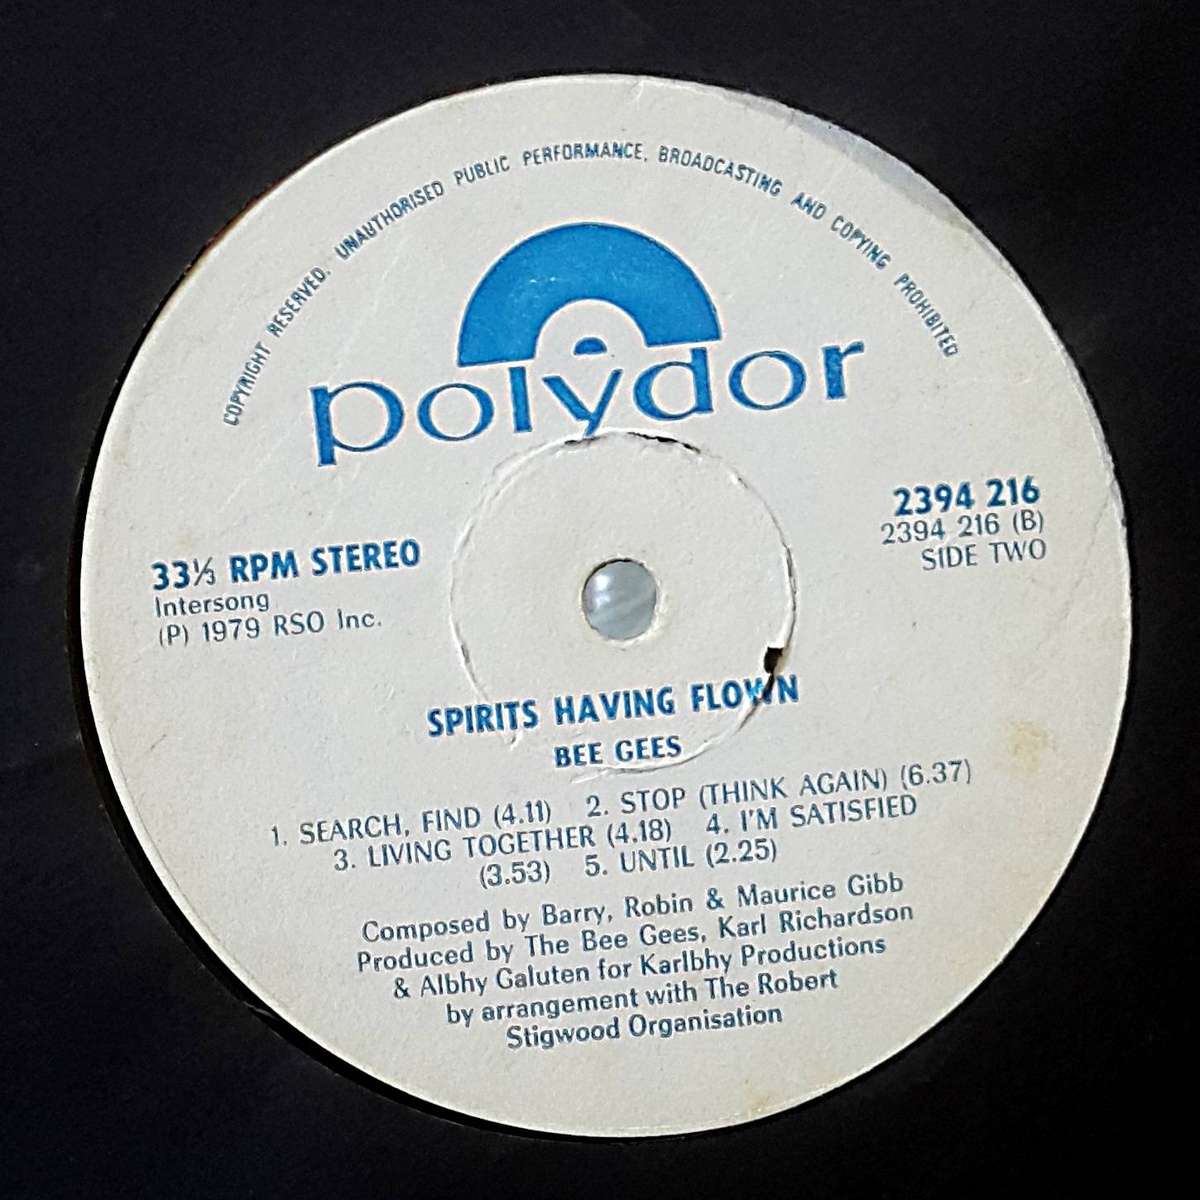 COPYRIGHT RESERVED. UNAUTHORISED PUBLIC PERFORMANCE, BROADCASTING AND COPYING PROHIBITED
polydor
33⅓ RPM STEREO
Intersong
(P) 1979 RSO Inc.
2394 216
2394 216 (B)
SIDE TWO
SPIRITS HAVING FLOWN
BEE GEES
1. SEARCH, FIND (4.11) 2. STOP (THINK AGAIN) (6.37)
3. LIVING TOGETHER (4.18) 4. I'M SATISFIED
(3.53) 5. UNTIL (2.25)
Composed by Barry, Robin & Maurice Gibb
Produced by The Bee Gees, Karl Richardson
& Albhy Galuten for Karlbhy Productions
by arrangement with The Robert
Stigwood Organisation